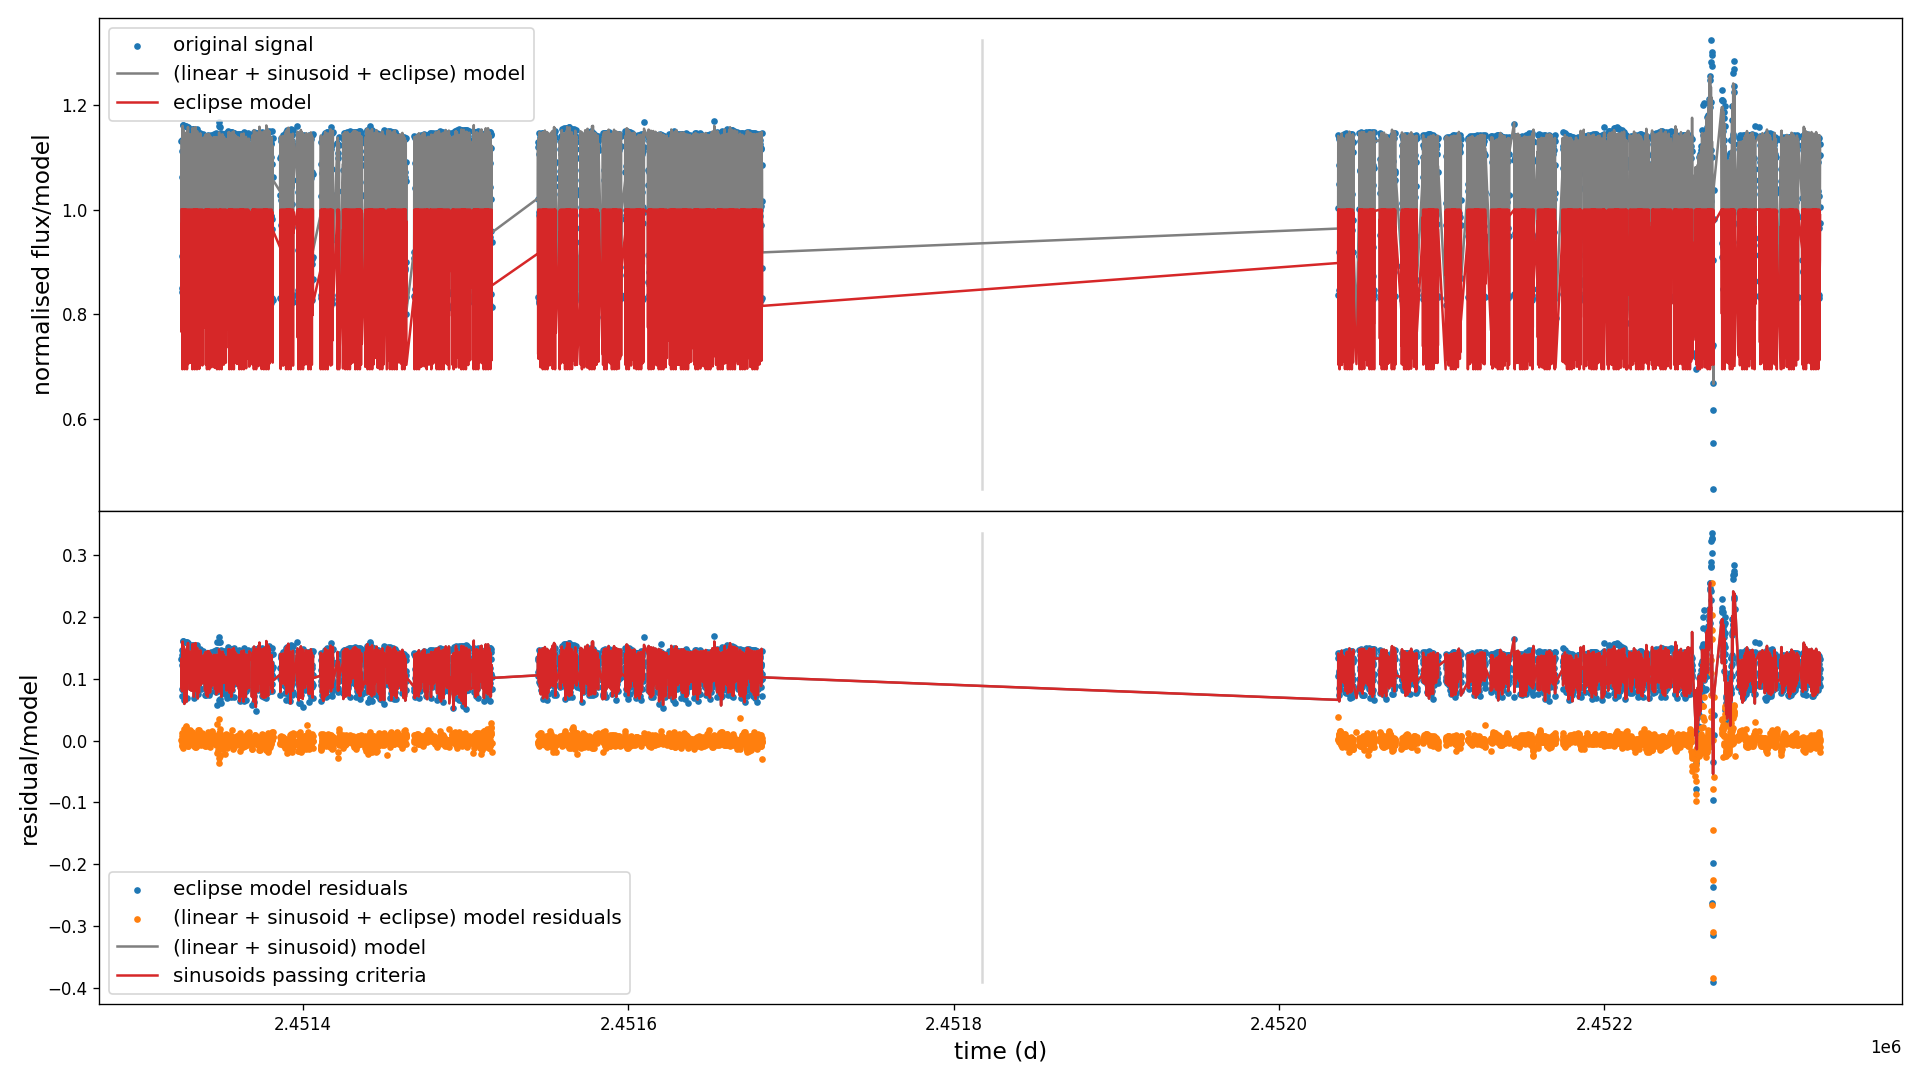 original signal
(linear + sinusoid + eclipse) model
eclipse model
normalised flux/model
1.2
1.0
0.8
0.6
residual/model
0.3
0.2
0.1
0.0
−0.1
−0.2
−0.3
−0.4
eclipse model residuals
(linear + sinusoid + eclipse) model residuals
(linear + sinusoid) model
sinusoids passing criteria
2.4514
2.4516
2.4518
2.4520
2.4522
1e6
time (d)